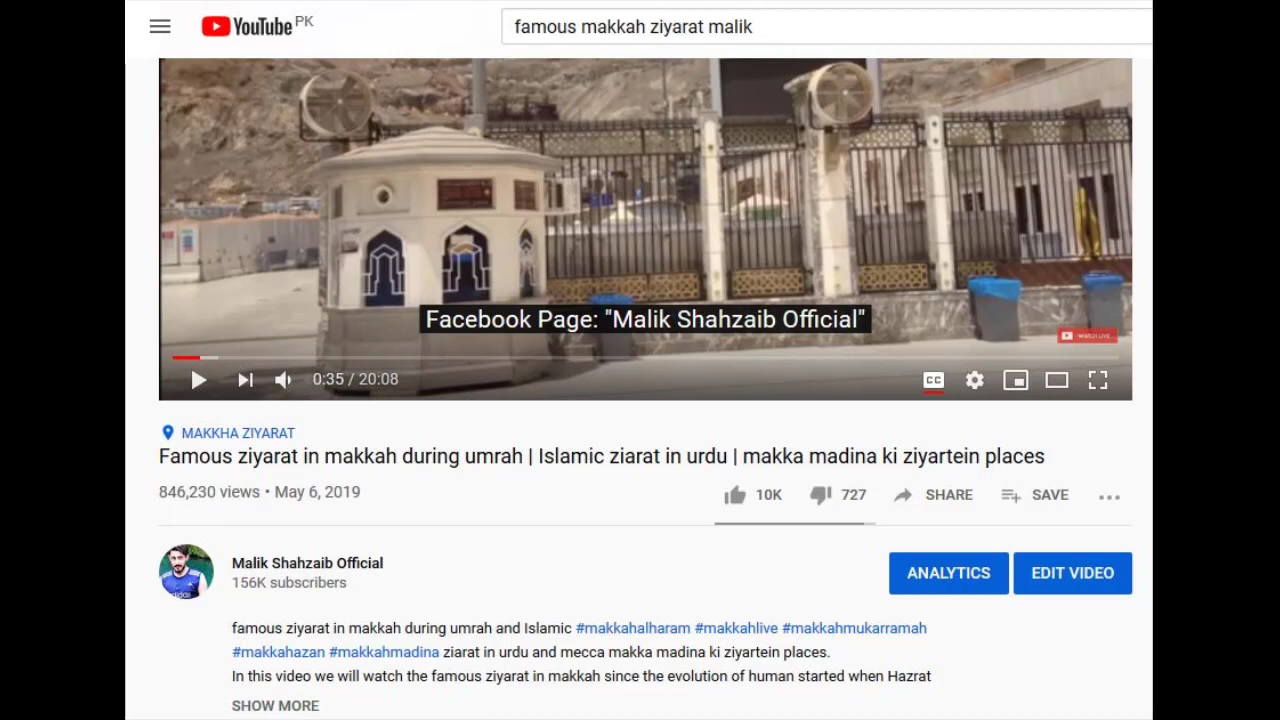 YouTube PK
famous makkah ziyarat malik
Facebook Page: "Malik Shahzaib Official"
WATCH LIVE
0:35 / 20:08
CC
MAKKHA ZIYARAT
Famous ziyarat in makkah during umrah | Islamic ziarat in urdu | makka madina ki ziyartein places
846,230 views • May 6, 2019
10K 727 SHARE SAVE
Malik Shahzaib Official
156K subscribers
ANALYTICS EDIT VIDEO
adidas
famous ziyarat in makkah during umrah and Islamic #makkahalharam #makkahlive #makkahmukarramah
#makkahazan #makkahmadina ziarat in urdu and mecca makka madina ki ziyartein places.
In this video we will watch the famous ziyarat in makkah since the evolution of human started when Hazrat
SHOW MORE